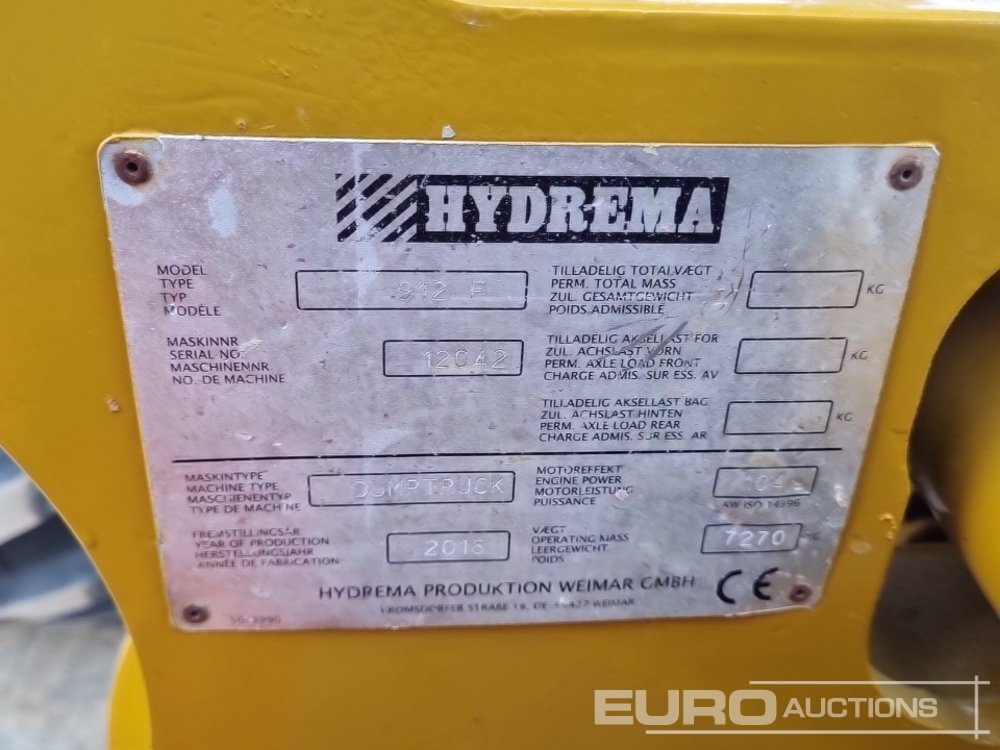 HYDREMA
MODEL
TYPE
TYP
MODÉLE
912 F
TILLADELIG TOTALVÆGT
PERM. TOTAL MASS
ZUL. GESAMTGEWICHT
POIDS ADMISSIBLE
KG
MASKINNR
SERIAL NO.
MASCHINENNR
NO. DE MACHINE
12042
TILLADELIG AKSELLAST FOR
ZUL. ACHSLAST VORN
PERM. AXLE LOAD FRONT
CHARGE ADMIS. SUR ESS. AV
KG
TILLADELIG AKSELLAST BAG
ZUL. ACHSLAST HINTEN
PERM. AXLE LOAD REAR
CHARGE ADMIS. SUR ESS. AR
KG
MASKINTYPE
MACHINE TYPE
MASCHIENENTYP
TYPE DE MACHINE
DUMPTRUCK
MOTOREFFEKT
ENGINE POWER
MOTORLEISTUNG
PUISSANCE
KW ISO 14396
FREMSTILLINGSÅR
YEAR OF PRODUCTION
HERSTELLUNGSJAHR
ANNÉE DE FABRICATION
VÆGT
OPERATING MASS
LEERGEWICHT
POIDS
7270
HYDREMA PRODUKTION WEIMAR GMBH
CE
EURO AUCTIONS